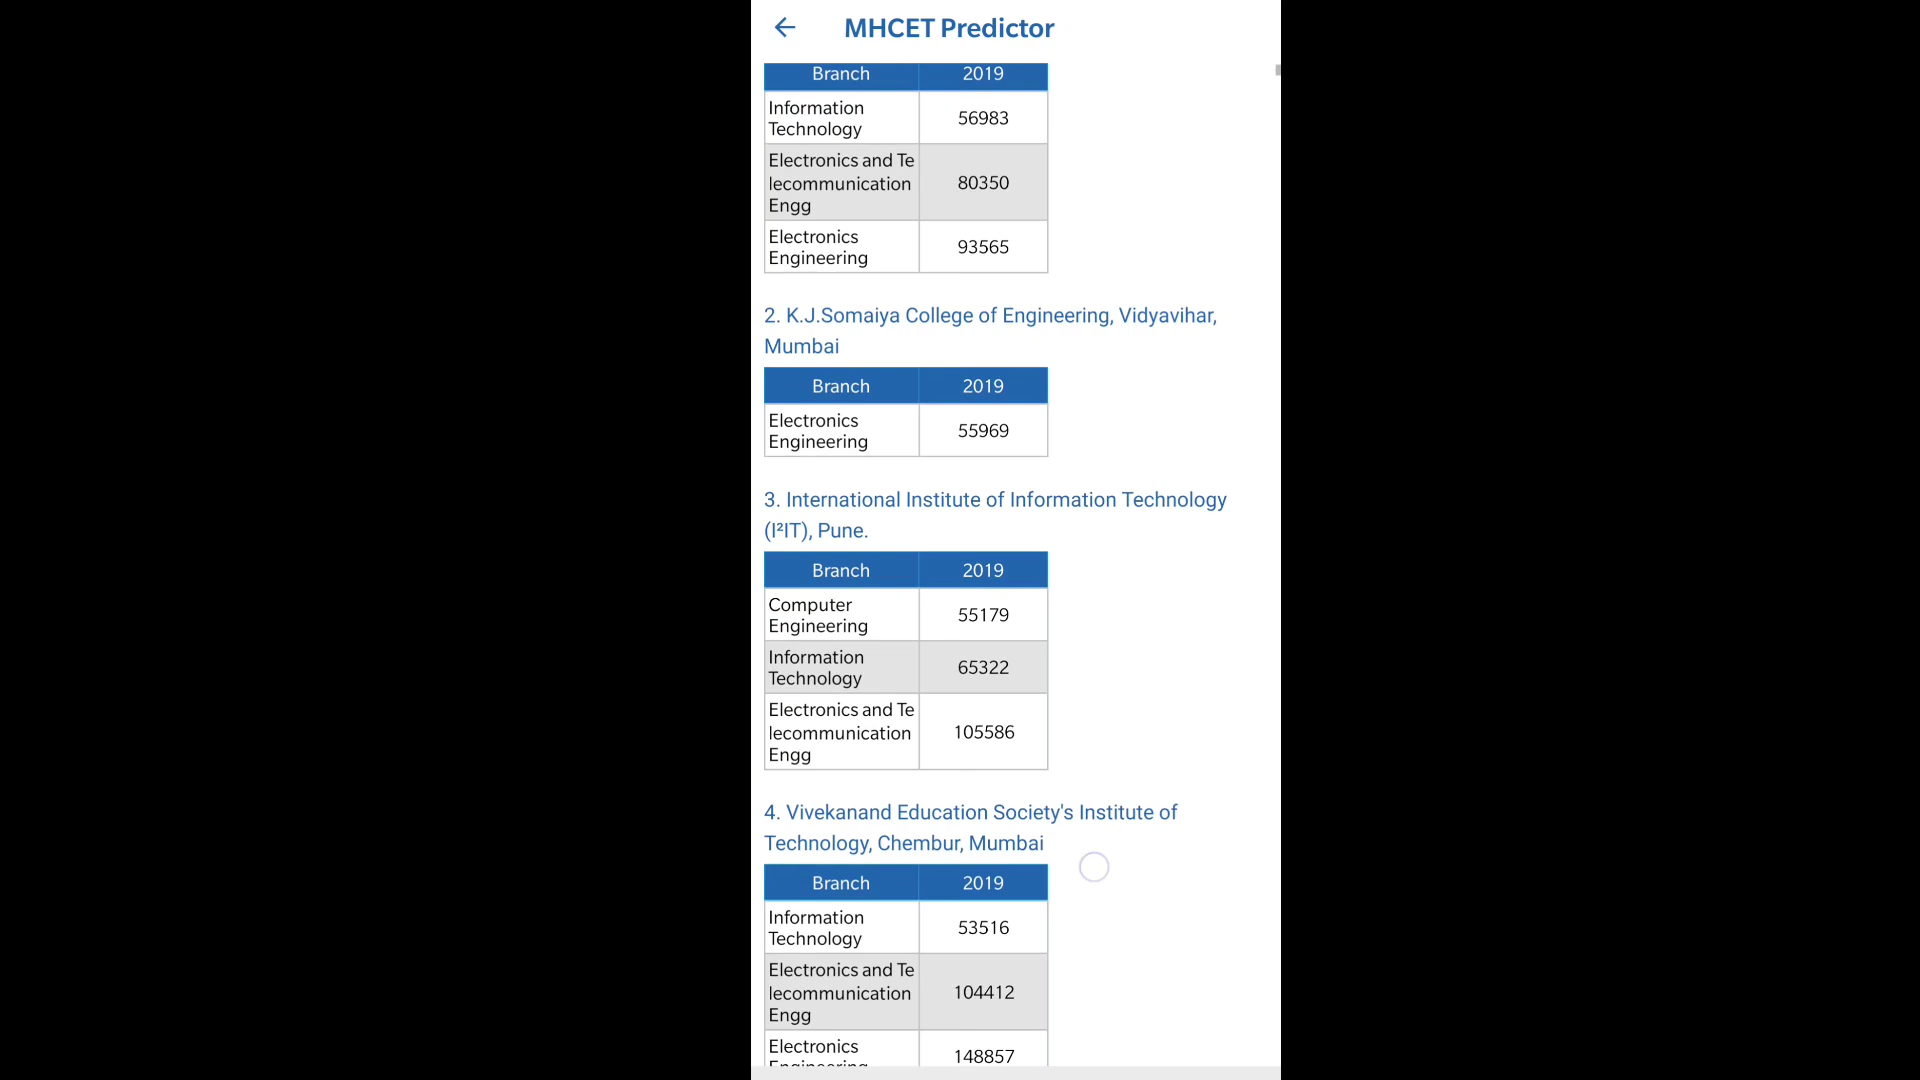 MHCET Predictor
Branch 2019
Information
Technology 56983
Electronics and Te
lecommunication 80350
Engg
Electronics
Engineering 93565
2. K.J.Somaiya College of Engineering, Vidyavihar,
Mumbai
Branch 2019
Electronics
Engineering 55969
3. International Institute of Information Technology
(I²IT), Pune.
Branch 2019
Computer
Engineering 55179
Information
Technology 65322
Electronics and Te
lecommunication 105586
Engg
4. Vivekanand Education Society's Institute of
Technology, Chembur, Mumbai
Branch 2019
Information
Technology 53516
Electronics and Te
lecommunication 104412
Engg
Electronics 148857
Engineering